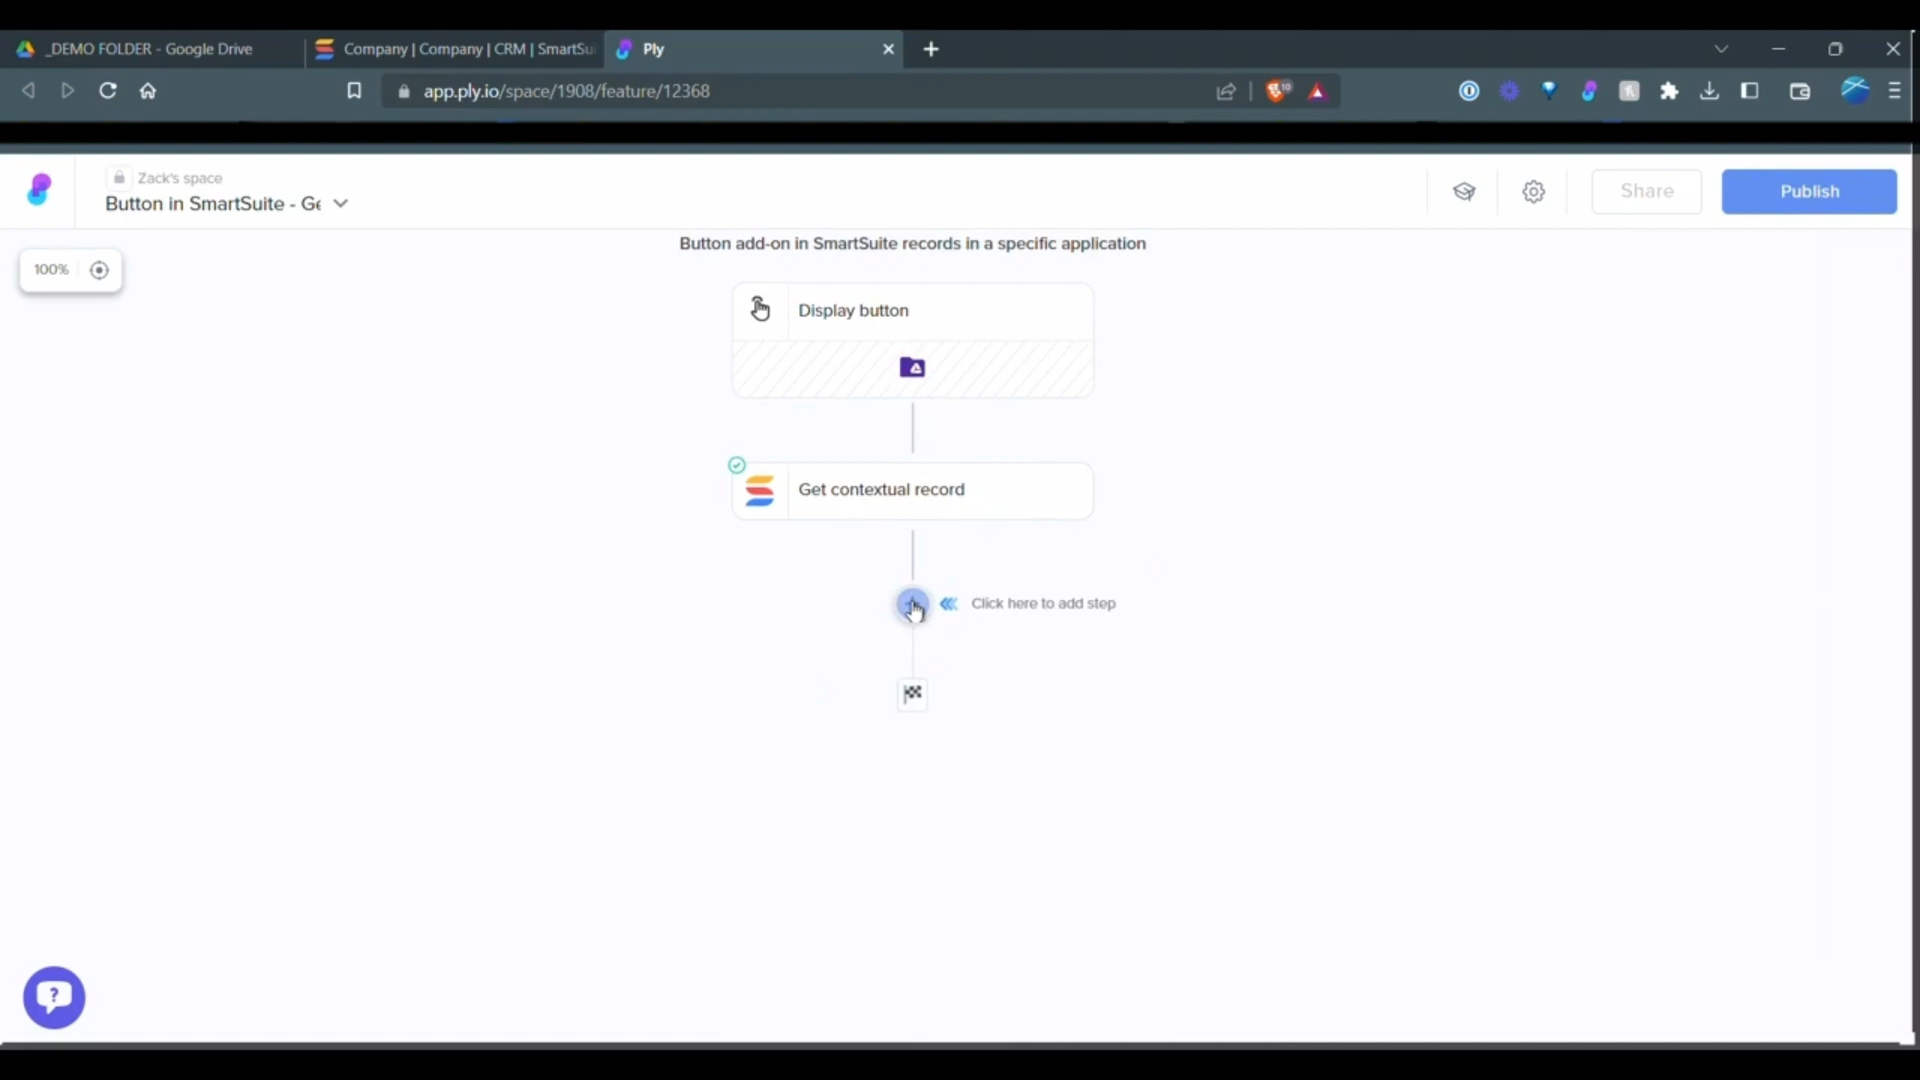 _DEMO FOLDER - Google Drive
Company | Company | CRM | SmartSu
Ply
app.ply.io/space/1908/feature/12368
10
Zack's space
Button in SmartSuite - Ge
Share
Publish
Button add-on in SmartSuite records in a specific application
100%
Display button
Get contextual record
Click here to add step